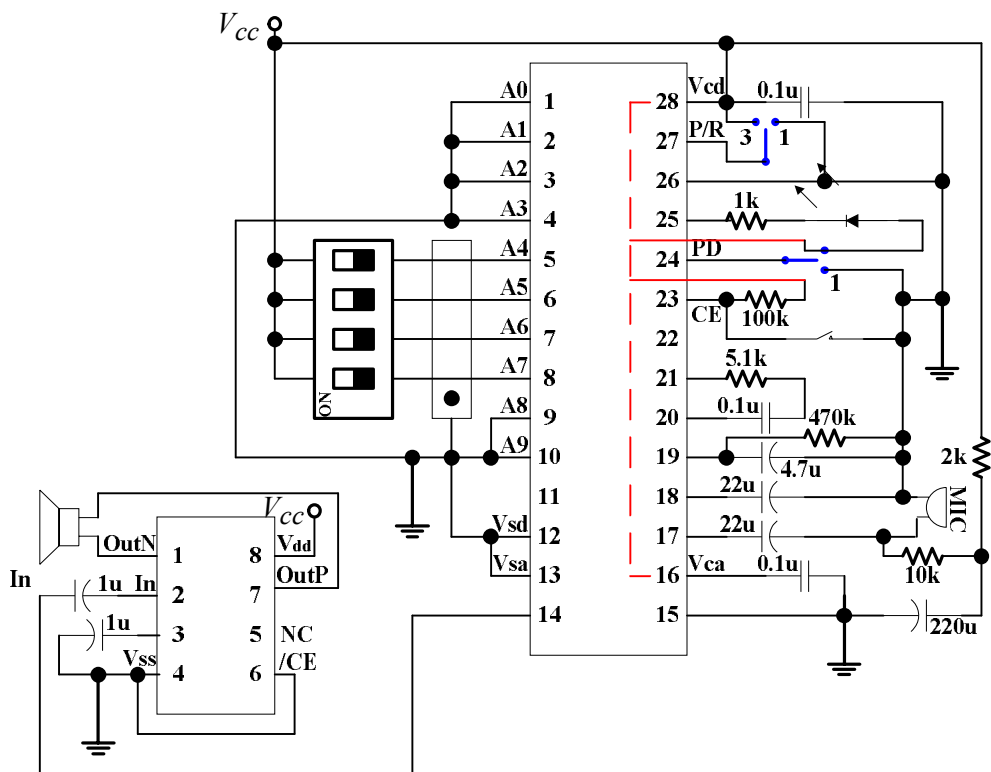 Vcc
A0 1
A1 2
A2 3
A3 4
A4 5
A5 6
A6 7
A7 8
A8 9
A9 10
11
Vsd 12
Vsa 13
14
ON
28 Vcd 0.1u
27 P/R 3 1
26
25 1k
24 PD 1
23 CE 100k
22
21 5.1k
20 0.1u
470k
19 4.7u
18 22u
MIC
17 22u
10k
2k
16 Vca 0.1u
15 220u
Vcc
OutN 1
8 Vdd
OutP
In 1u In 2
7
1u 3
5 NC
Vss 4
6 /CE